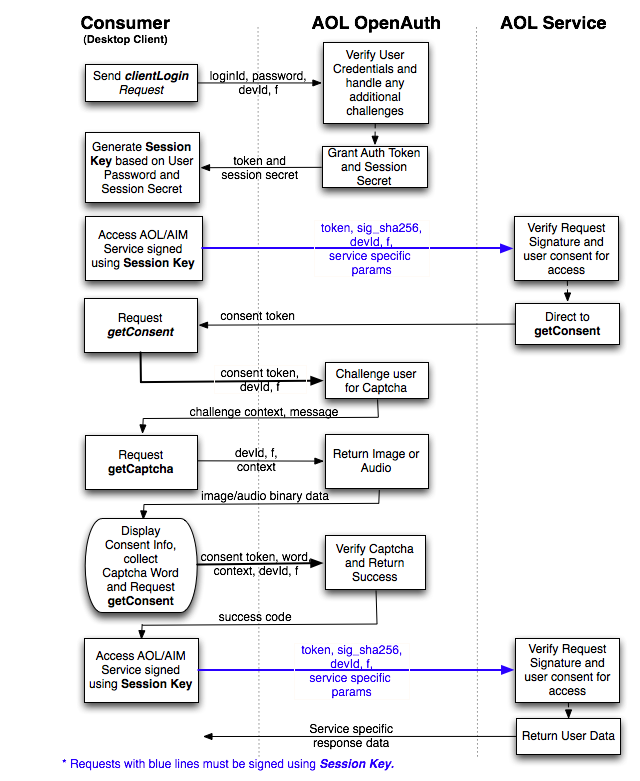 Consumer
(Desktop Client)
AOL OpenAuth
AOL Service
Send clientLogin
Request
loginId, password,
devId, f
Verify User
Credentials and
handle any
additional
challenges
Generate Session
Key based on User
Password and
Session Secret
token and
session secret
Grant Auth Token
and Session
Secret
Access AOL/AIM
Service signed
using Session Key
token, sig_sha256,
devId, f,
service specific
params
Verify Request
Signature and
user consent for
access
Request
getConsent
consent token
Direct to
getConsent
consent token,
devId, f
Challenge user
for Captcha
challenge context, message
Request
getCaptcha
devId, f,
context
Return Image or
Audio
image/audio binary data
Display
Consent Info,
collect
Captcha Word
and Request
getConsent
consent token, word,
context, devId, f
Verify Captcha
and Return
Success
success code
Access AOL/AIM
Service signed
using Session Key
token, sig_sha256,
devId, f,
service specific
params
Verify Request
Signature and
user consent for
access
Service specific
response data
Return User Data
* Requests with blue lines must be signed using Session Key.